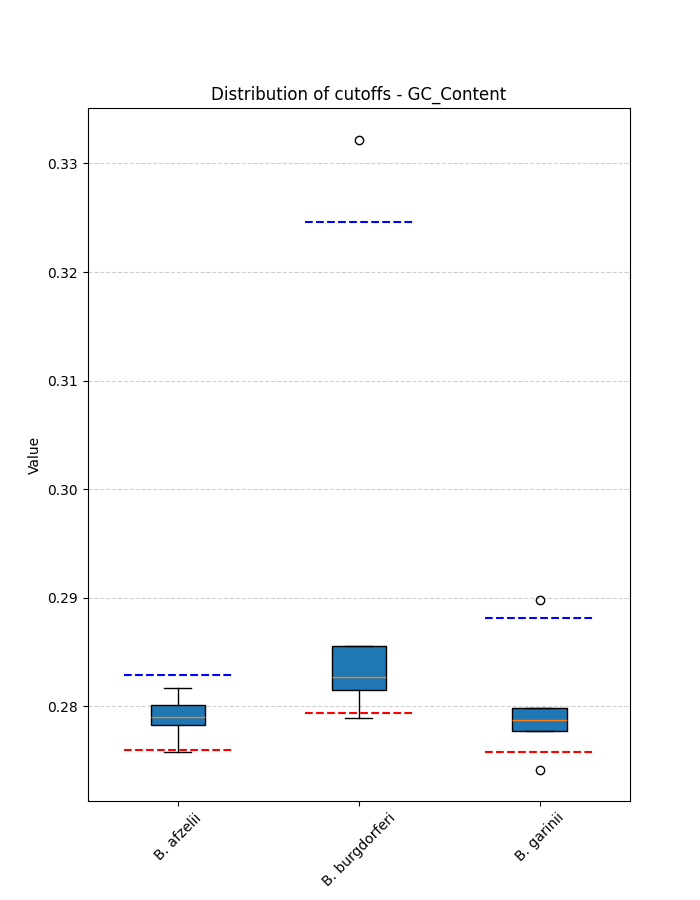 Distribution of cutoffs - GC_Content
0.33
0.32
0.31
0.30
0.29
0.28
Value
B. afzelii
B. burgdorferi
B. garinii